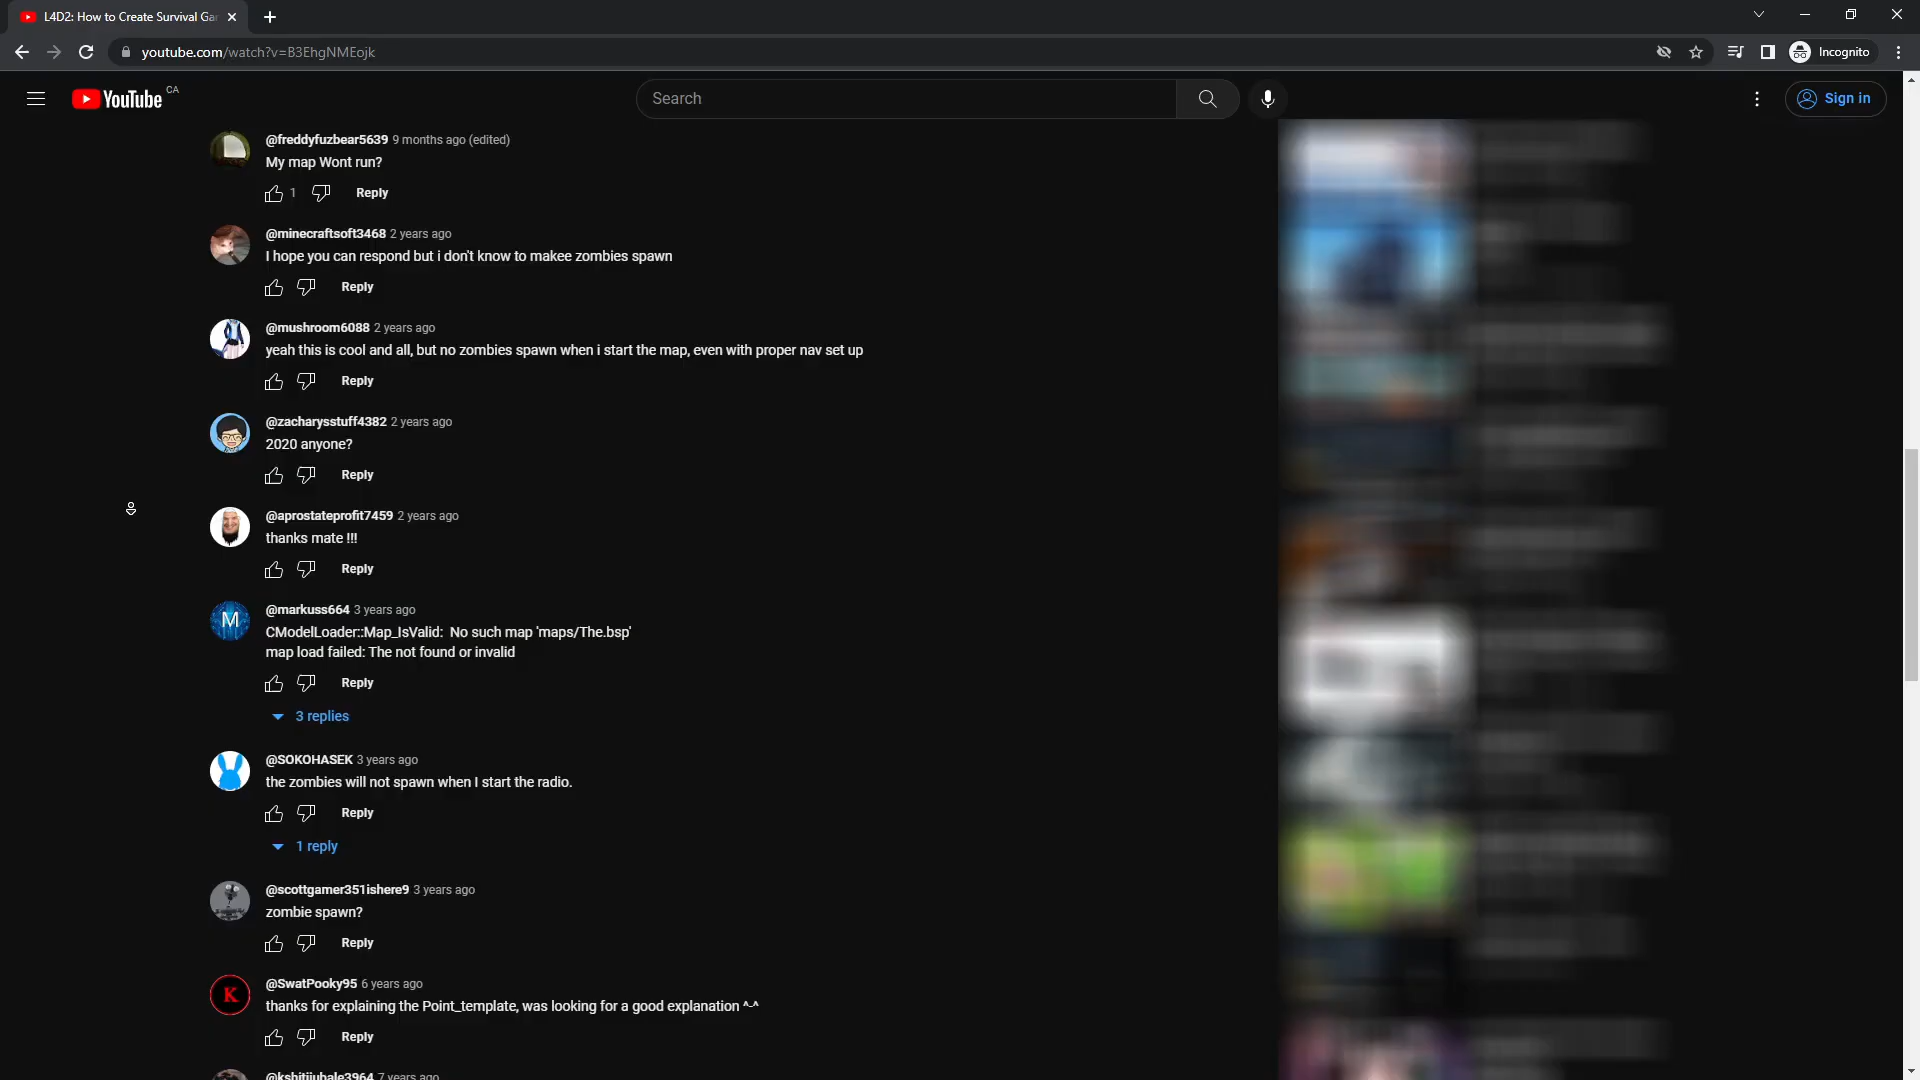 L4D2: How to Create Survival Gar
youtube.com/watch?v=B3EhgNMEojk
Incognito
YouTube CA
Search
Sign in
@freddyfuzbear5639 9 months ago (edited)
My map Wont run?
1 Reply
@minecraftsoft3468 2 years ago
I hope you can respond but i don't know to makee zombies spawn
Reply
@mushroom6088 2 years ago
yeah this is cool and all, but no zombies spawn when i start the map, even with proper nav set up
Reply
@zacharysstuff4382 2 years ago
2020 anyone?
Reply
@aprostateprofit7459 2 years ago
thanks mate !!!
Reply
M
@markuss664 3 years ago
CModelLoader::Map_IsValid:  No such map 'maps/The.bsp'
map load failed: The not found or invalid
Reply
3 replies
@SOKOHASEK 3 years ago
the zombies will not spawn when I start the radio.
Reply
1 reply
@scottgamer351ishere9 3 years ago
zombie spawn?
Reply
K
@SwatPooky95 6 years ago
thanks for explaining the Point_template, was looking for a good explanation ^-^
Reply
@kshitijuhale3964 7 years ago